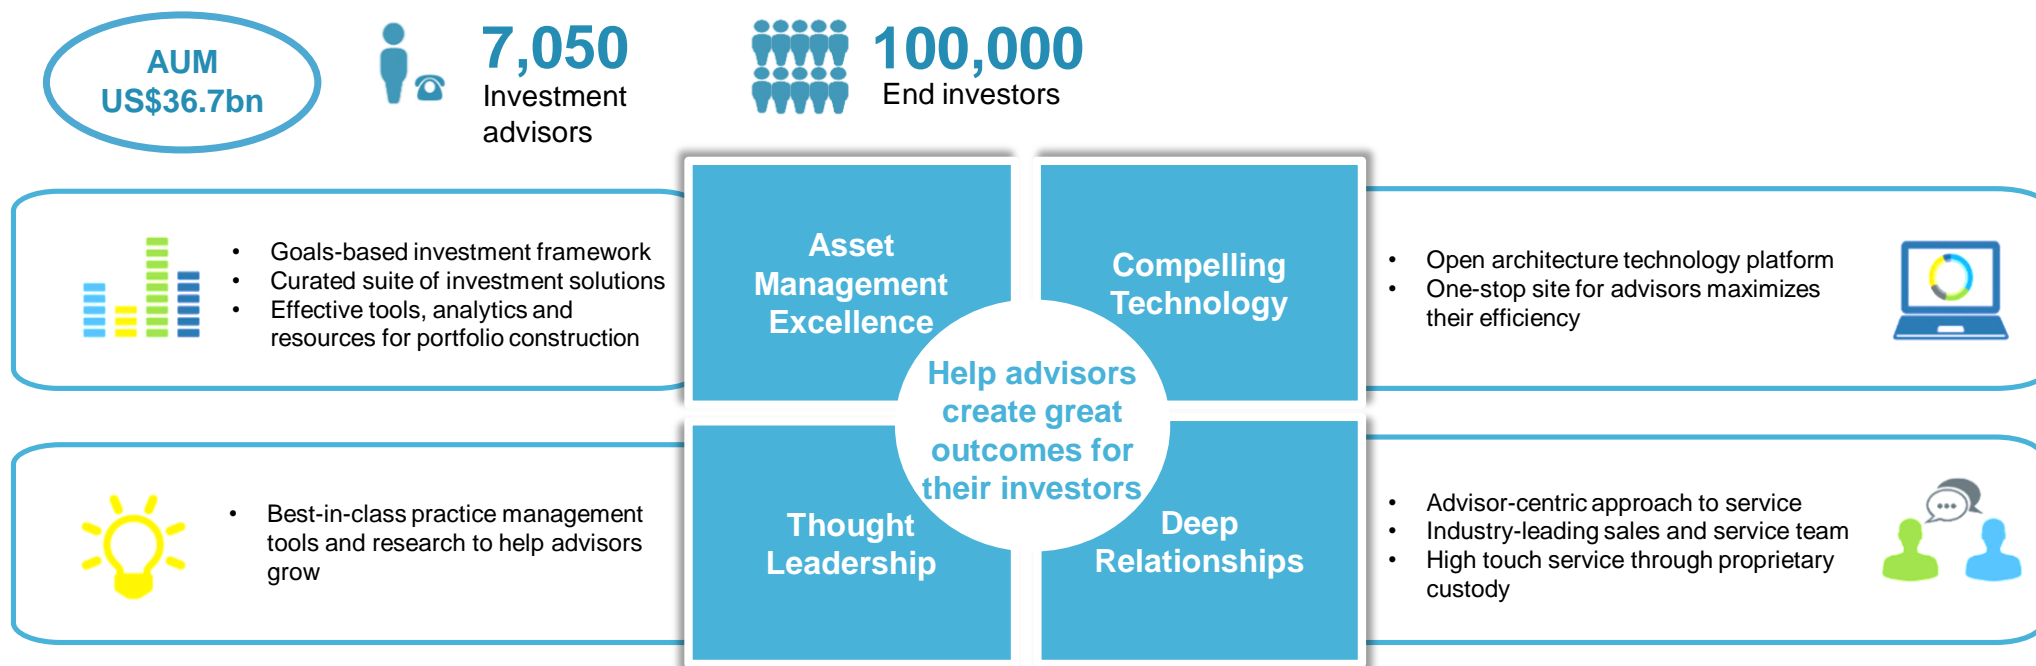 AUM
US$36.7bn
7,050
Investment
advisors
100,000
End investors
• Goals-based investment framework
• Curated suite of investment solutions
• Effective tools, analytics and
resources for portfolio construction
Asset
Management
Excellence
Compelling
Technology
• Open architecture technology platform
• One-stop site for advisors maximizes
their efficiency
Help advisors
create great
outcomes for
their investors
• Best-in-class practice management
tools and research to help advisors
grow
Thought
Leadership
Deep
Relationships
• Advisor-centric approach to service
• Industry-leading sales and service team
• High touch service through proprietary
custody